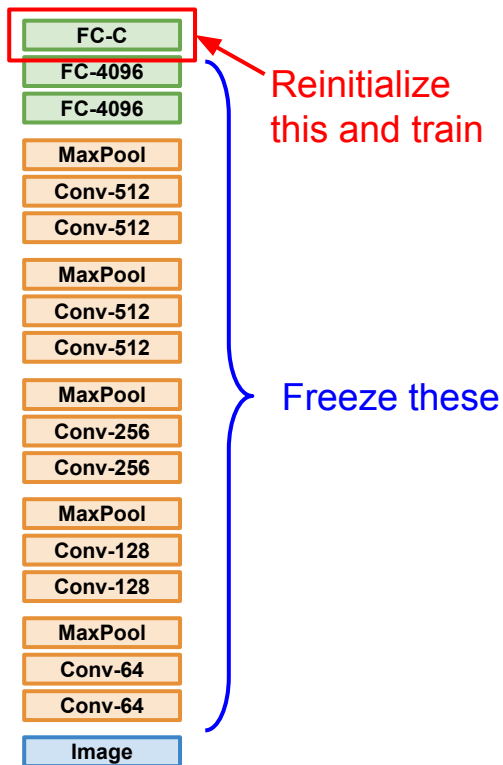 FC-C
FC-4096
FC-4096
MaxPool
Conv-512
Conv-512
MaxPool
Conv-512
Conv-512
MaxPool
Conv-256
Conv-256
MaxPool
Conv-128
Conv-128
MaxPool
Conv-64
Conv-64
Image
Reinitialize
this and train
Freeze these